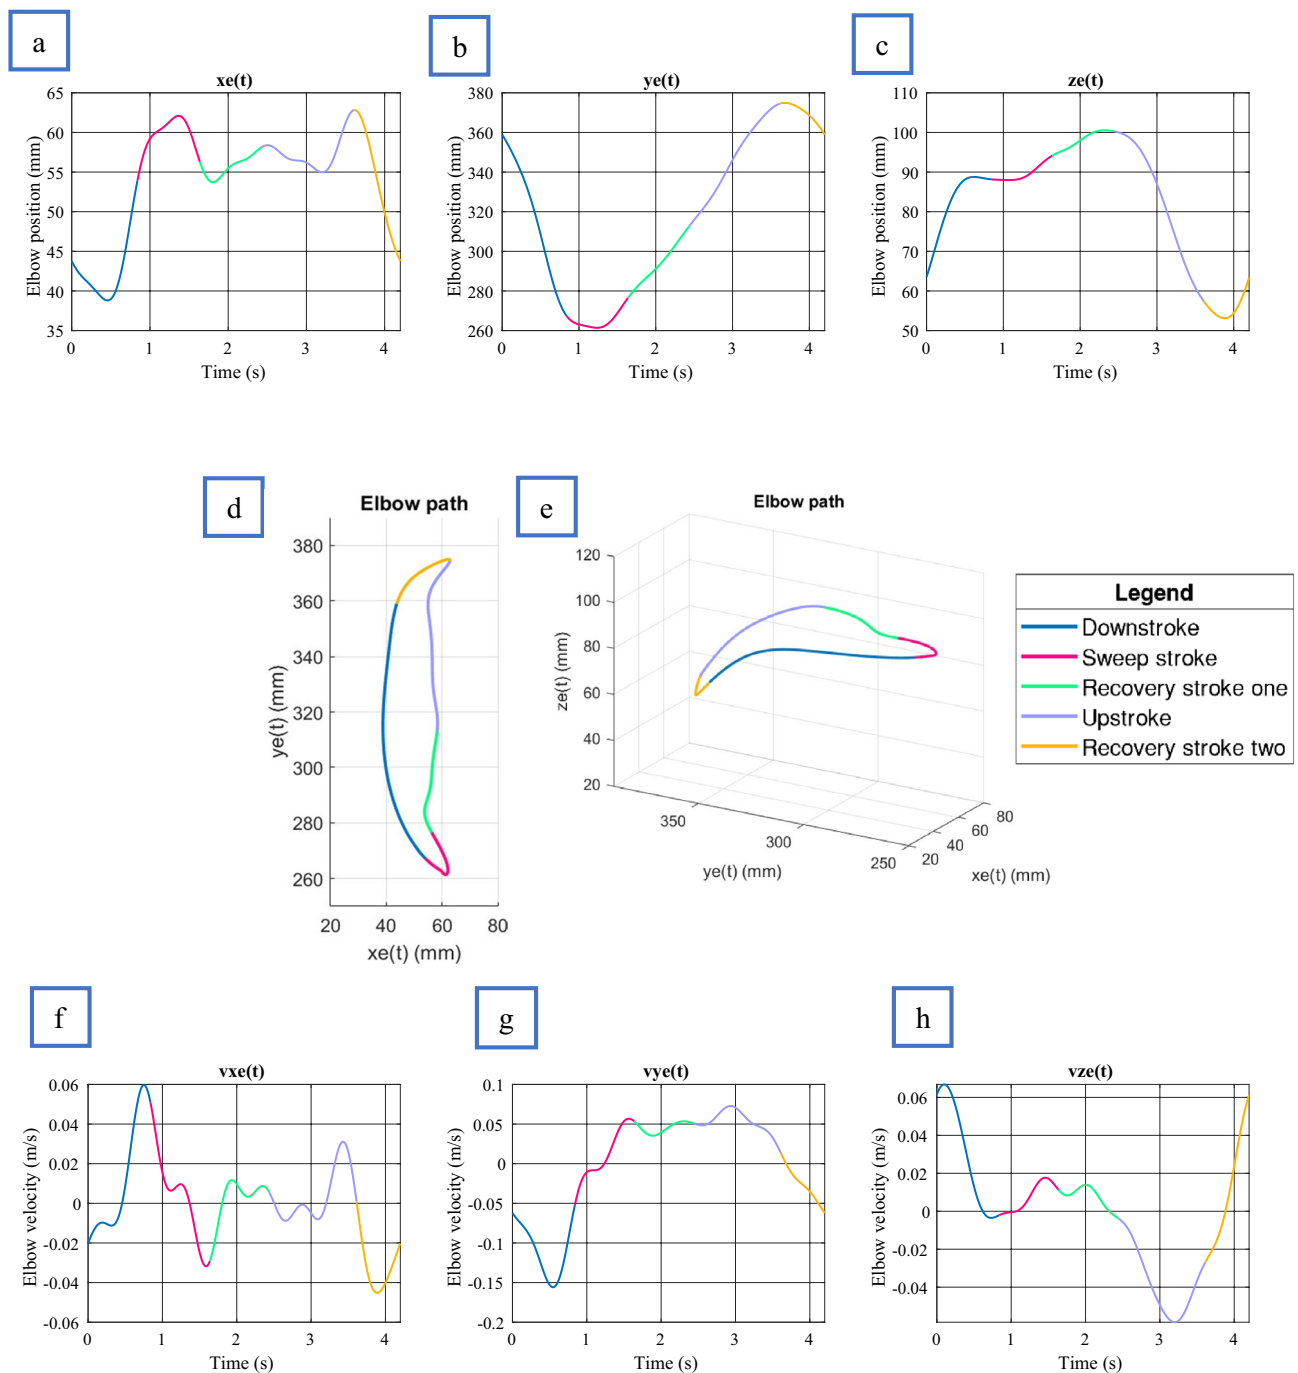 a
xe(t)
65
60
55
50
45
40
35
0
1
2
3
4
Elbow position (mm)
Time (s)
b
ye(t)
380
360
340
320
300
280
260
0
1
2
3
4
Elbow position (mm)
Time (s)
c
ze(t)
110
100
90
80
70
60
50
0
1
2
3
4
Elbow position (mm)
Time (s)
d
Elbow path
380
360
340
320
300
280
260
20
40
60
80
ye(t) (mm)
xe(t) (mm)
e
Elbow path
120
100
80
60
40
20
350
300
250
20
40
60
80
ze(t) (mm)
ye(t) (mm)
xe(t) (mm)
Legend
Downstroke
Sweep stroke
Recovery stroke one
Upstroke
Recovery stroke two
f
vxe(t)
0.06
0.04
0.02
0
-0.02
-0.04
-0.06
0
1
2
3
4
Elbow velocity (m/s)
Time (s)
g
vye(t)
0.1
0.05
0
-0.05
-0.1
-0.15
-0.2
0
1
2
3
4
Elbow velocity (m/s)
Time (s)
h
vze(t)
0.06
0.04
0.02
0
-0.02
-0.04
0
1
2
3
4
Elbow velocity (m/s)
Time (s)